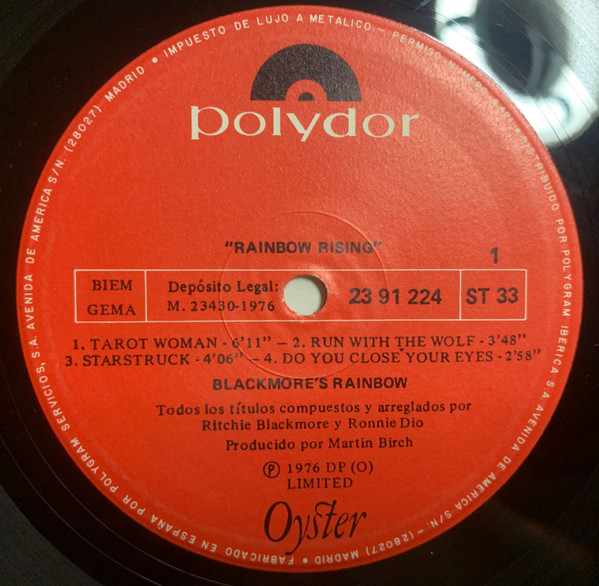 polydor
"RAINBOW RISING"
1
BIEM
GEMA
Depósito Legal:
M. 23430-1976
23 91 224
ST 33
1. TAROT WOMAN - 6'11" – 2. RUN WITH THE WOLF - 3'48"
3. STARSTRUCK - 4'06" – 4. DO YOU CLOSE YOUR EYES - 2'58"
BLACKMORE'S RAINBOW
Todos los títulos compuestos y arreglados por
Ritchie Blackmore y Ronnie Dio
Producido por Martin Birch
Ⓟ 1976 DP (O)
LIMITED
Oyster
FABRICADO EN ESPAÑA POR POLYGRAM SERVICIOS, S.A. AVENIDA DE AMERICA S/N. (28027) MADRID • IMPUESTO DE LUJO A METALICO - PERMISO NUMERO DISTRIBUIDO POR POLYGRAM IBERICA S.A. AVENIDA DE AMERICA S/N - (28027) MADRID •